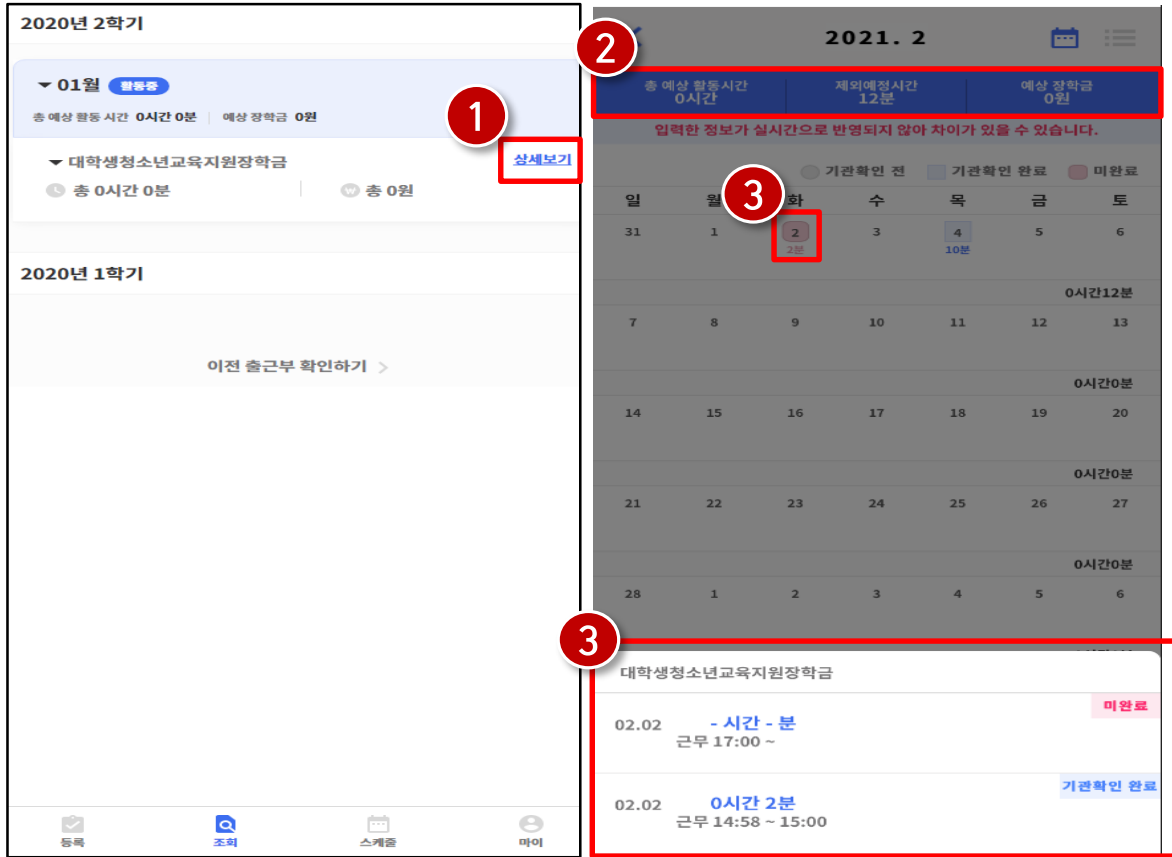 2020년 2학기
01월 활동중
총 예상 활동 시간 0시간 0분 예상 장학금 0원
1
대학생청소년교육지원장학금 상세보기
총 0시간 0분 총 0원
2020년 1학기
이전 출근부 확인하기 >
등록 조회 스케줄 마이
2
2021. 2
총 예상 활동시간 제외예정시간 예상 장학금
0시간 12분 0원
입력한 정보가 실시간으로 반영되지 않아 차이가 있을 수 있습니다.
기관확인 전 기관확인 완료 미완료
3
일 월 화 수 목 금 토
31 1 2 3 4 5 6
2분 10분
0시간12분
7 8 9 10 11 12 13
0시간0분
14 15 16 17 18 19 20
0시간0분
21 22 23 24 25 26 27
0시간0분
28 1 2 3 4 5 6
3
대학생청소년교육지원장학금
미완료
02.02 - 시간 - 분
근무 17:00 ~
기관확인 완료
02.02 0시간 2분
근무 14:58 ~ 15:00